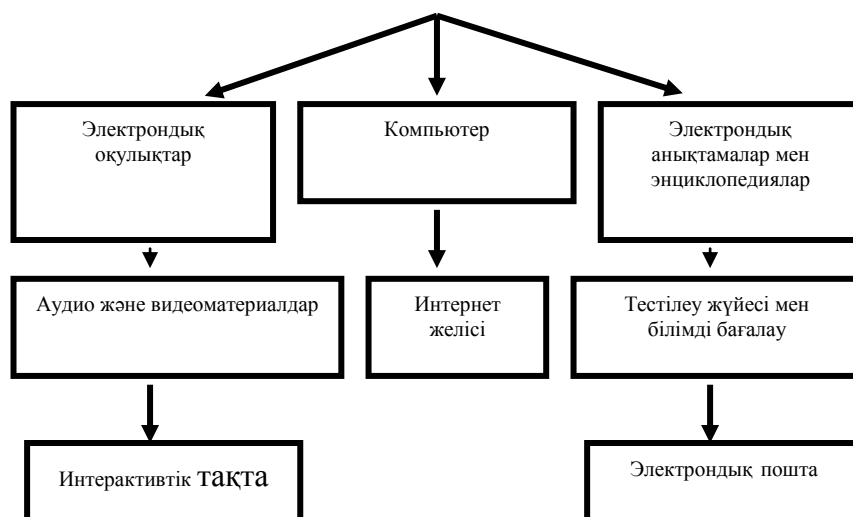 Электрондық
оқулықтар
Компьютер
Электрондық
анықтамалар мен
энциклопедиялар
Аудио және видеоматериалдар
Интернет
желісі
Тестілеу жүйесі мен
білімді бағалау
Интерактивтік тақта
Электрондық пошта